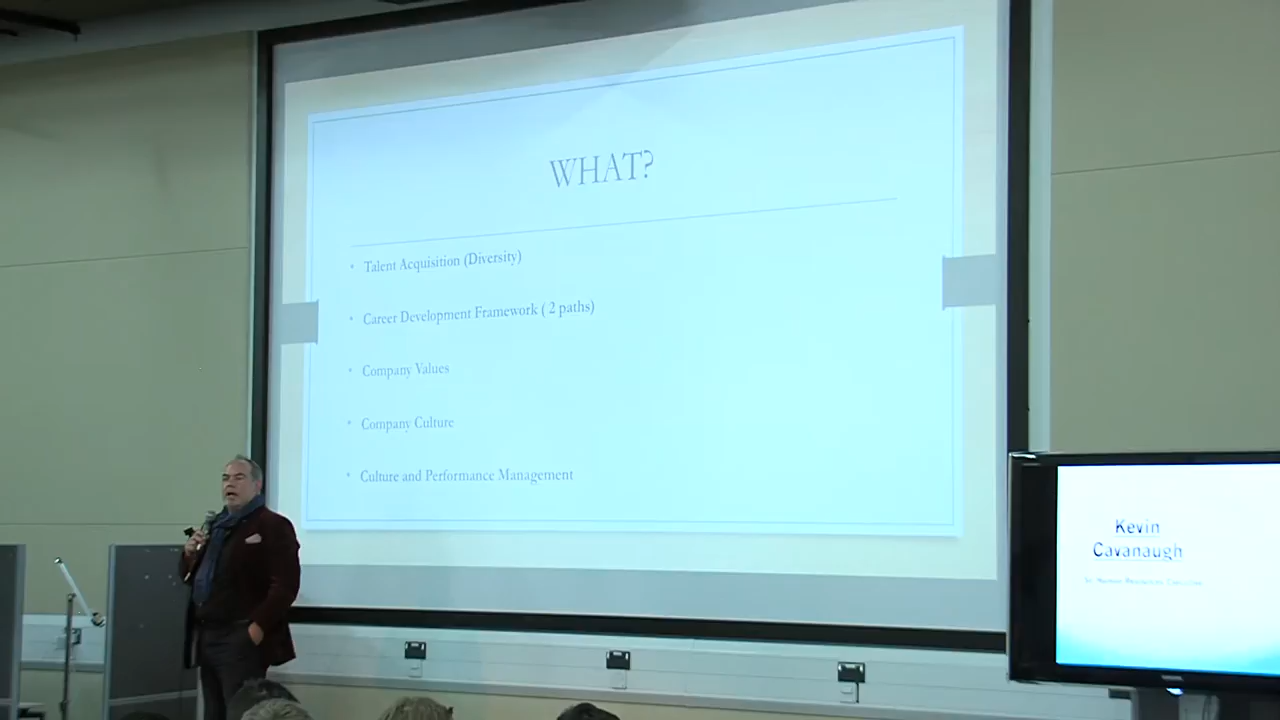 WHAT?
Talent Acquisition (Diversity)
Career Development Framework ( 2 paths)
Company Values
Company Culture
Culture and Performance Management
Kevin
Cavanaugh